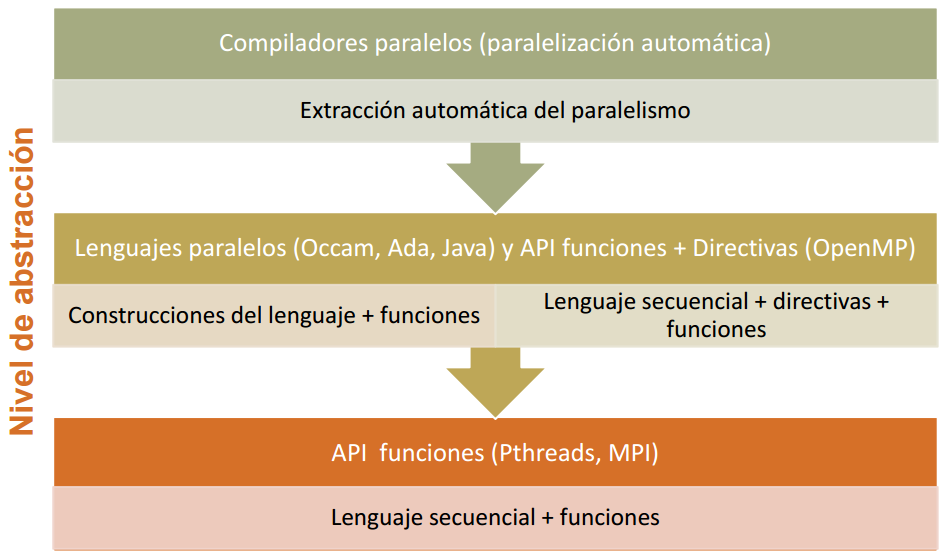 Nivel de abstracción
Compiladores paralelos (paralelización automática)
Extracción automática del paralelismo
Lenguajes paralelos (Occam, Ada, Java) y API funciones + Directivas (OpenMP)
Construcciones del lenguaje + funciones
Lenguaje secuencial + directivas +
funciones
API funciones (Pthreads, MPI)
Lenguaje secuencial + funciones